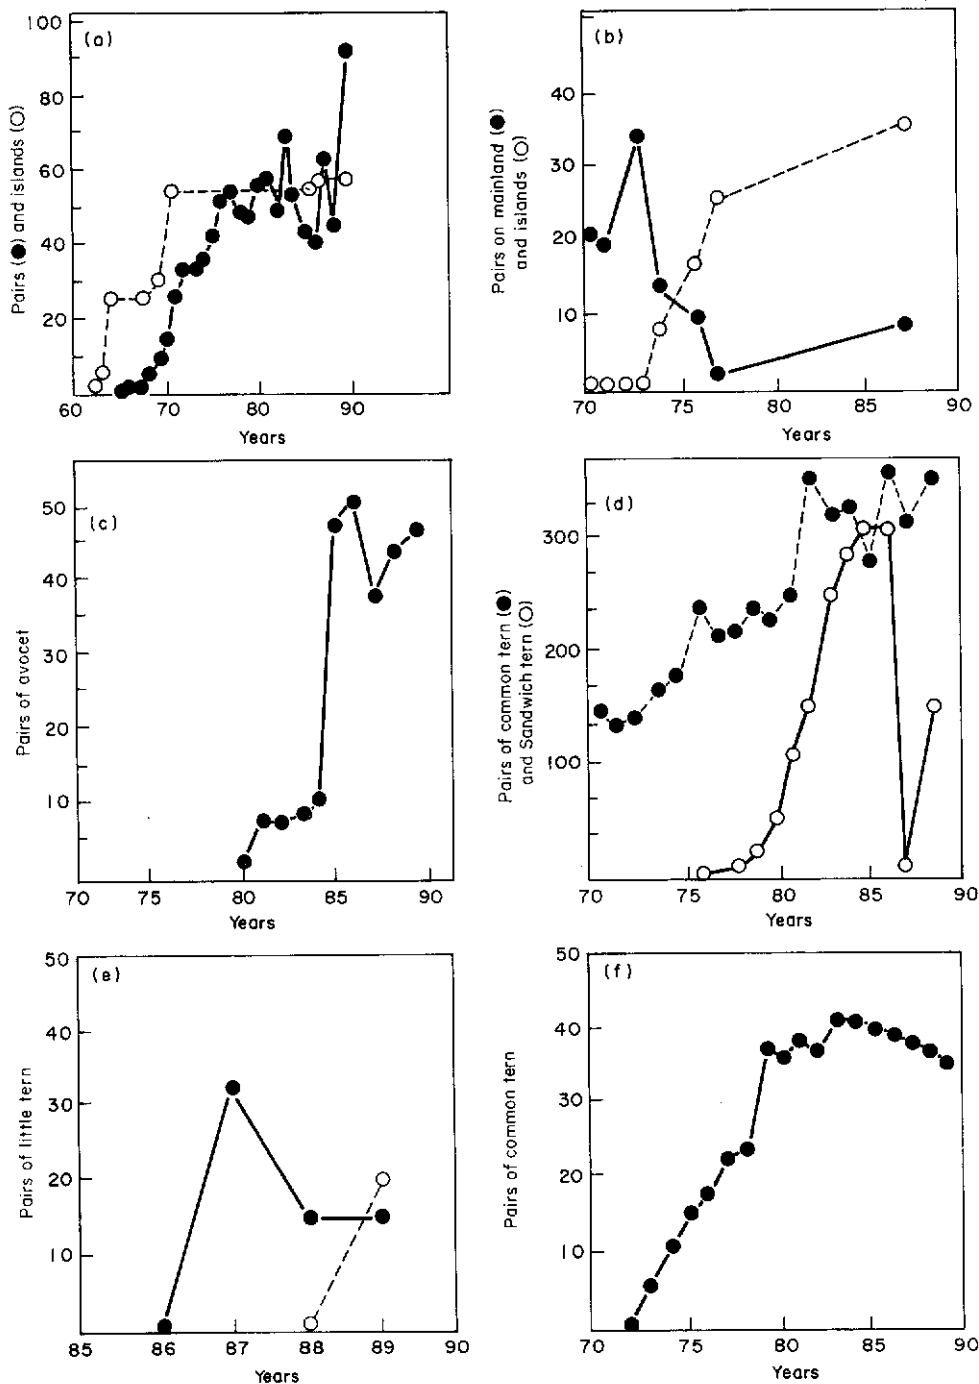 (a)
Pairs (●) and islands (○)
100
80
60
40
20
60 70 80 90
Years
(b)
Pairs on mainland (●)
and islands (○)
40
30
20
10
70 75 85 90
Years
(c)
Pairs of avocet
50
40
30
20
10
70 75 80 85 90
Years
(d)
Pairs of common tern (●)
and Sandwich tern (○)
300
200
100
70 75 80 85 90
Years
(e)
Pairs of little tern
50
40
30
20
10
85 86 87 88 89 90
Years
(f)
Pairs of common tern
50
40
30
20
10
70 75 80 85 90
Years